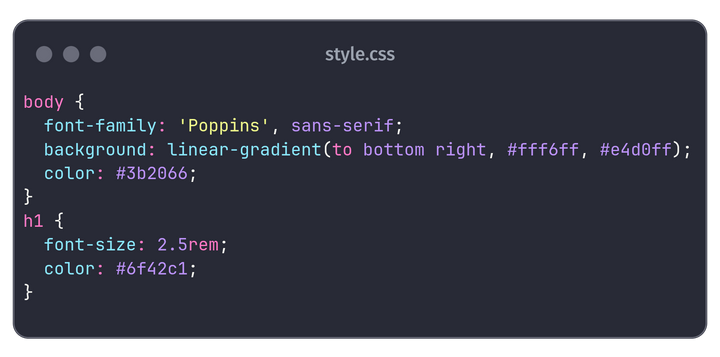 style.css
body {
  font-family: 'Poppins', sans-serif;
  background: linear-gradient(to bottom right, #fff6ff, #e4d0ff);
  color: #3b2066;
}
h1 {
  font-size: 2.5rem;
  color: #6f42c1;
}